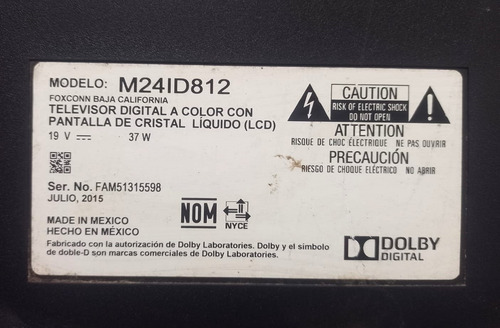 MODELO: M24ID812
FOXCONN BAJA CALIFORNIA
TELEVISOR DIGITAL A COLOR CON
PANTALLA DE CRISTAL LÍQUIDO (LCD)
19 V ⎓ 37 W
Ser. No. FAM51315598
JULIO, 2015
MADE IN MEXICO
HECHO EN MÉXICO
NOM
NYCE
CAUTION
RISK OF ELECTRIC SHOCK
DO NOT OPEN
ATTENTION
RISQUE DE CHOC ÉLECTRIQUE NE PAS OUVRIR
PRECAUCIÓN
RIESGO DE CHOQUE ELÉCTRICO NO ABRIR
Fabricado con la autorización de Dolby Laboratories. Dolby y el simbolo
de doble-D son marcas comerciales de Dolby Laboratories.
DOLBY
DIGITAL